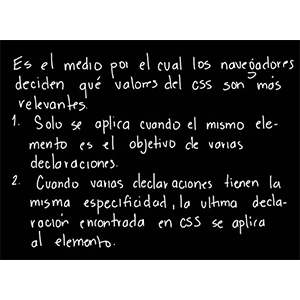 Es el medio por el cual los navegadores
deciden qué valores del css son más
relevantes.
1. Solo se aplica cuando el mismo ele-
mento es el objetivo de varias
declaraciones.
2. Cuando varias declaraciones tienen la
misma especificidad, la ultma decla-
ración encontrada en CSS se aplica
al elemento.